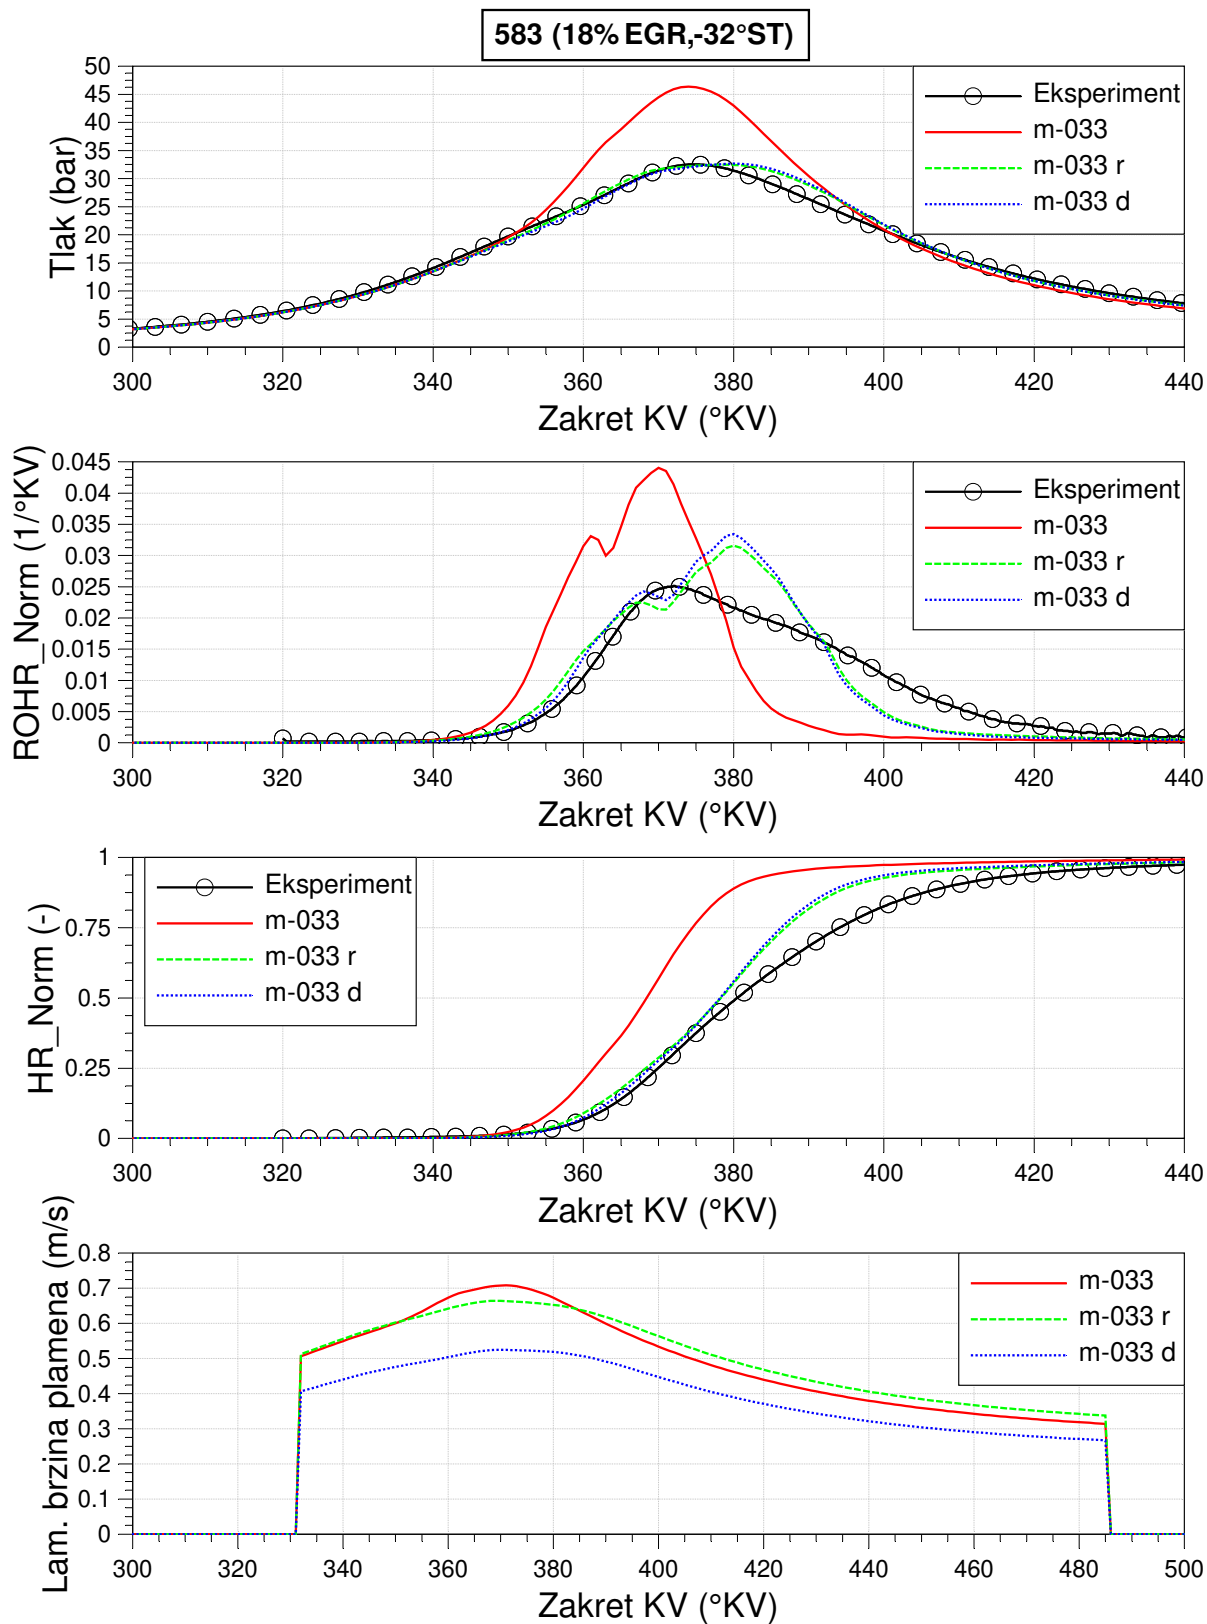 583 (18% EGR,-32°ST)
50
45
40
35
30
25
20
15
10
5
0
Tlak (bar)
Eksperiment
m-033
m-033 r
m-033 d
300 320 340 360 380 400 420 440
Zakret KV (°KV)
0.045
0.04
0.035
0.03
0.025
0.02
0.015
0.01
0.005
0
ROHR_Norm (1/°KV)
Eksperiment
m-033
m-033 r
m-033 d
300 320 340 360 380 400 420 440
Zakret KV (°KV)
1
0.75
0.5
0.25
0
HR_Norm (-)
Eksperiment
m-033
m-033 r
m-033 d
300 320 340 360 380 400 420 440
Zakret KV (°KV)
0.8
0.7
0.6
0.5
0.4
0.3
0.2
0.1
0
Lam. brzina plamena (m/s)
m-033
m-033 r
m-033 d
300 320 340 360 380 400 420 440 460 480 500
Zakret KV (°KV)